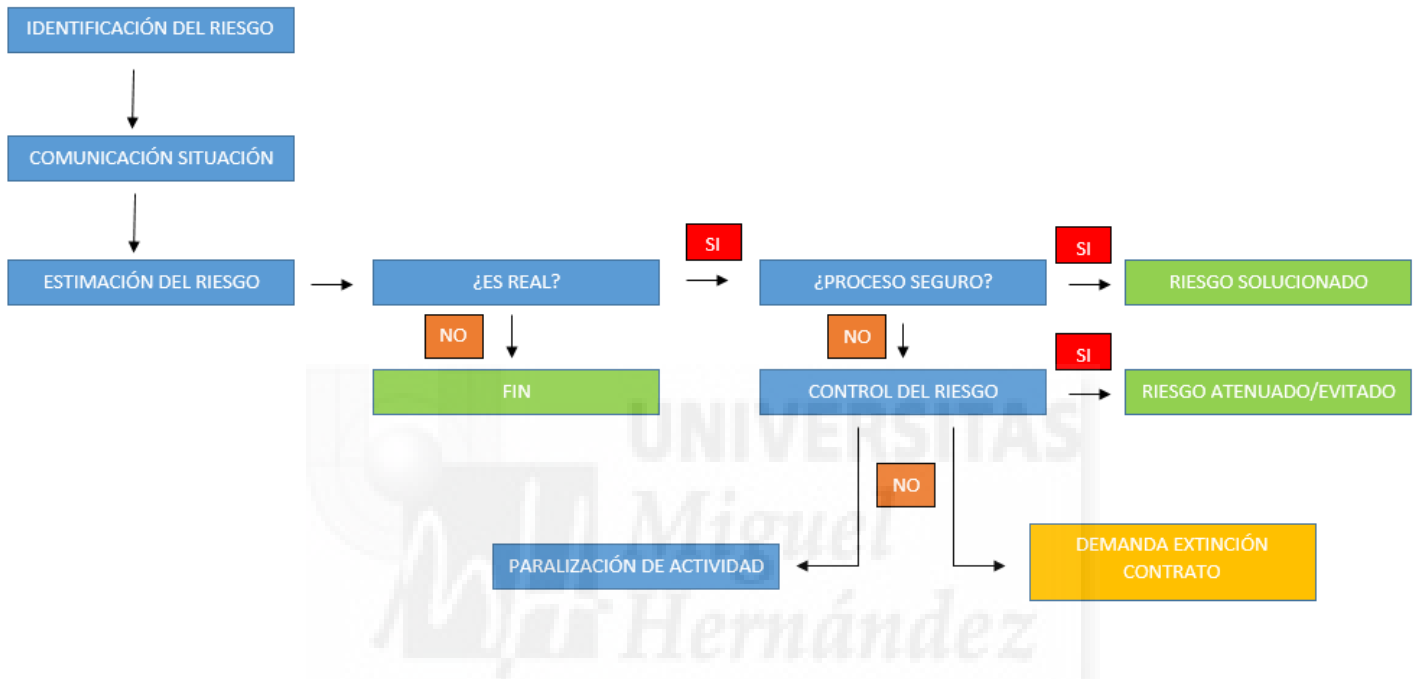 IDENTIFICACIÓN DEL RIESGO
COMUNICACIÓN SITUACIÓN
SI
SI
ESTIMACIÓN DEL RIESGO
¿ES REAL?
¿PROCESO SEGURO?
RIESGO SOLUCIONADO
NO
NO
SI
FIN
CONTROL DEL RIESGO
RIESGO ATENUADO/EVITADO
UNIVERSITAS
Miguel
Hernández
NO
PARALIZACIÓN DE ACTIVIDAD
DEMANDA EXTINCIÓN
CONTRATO